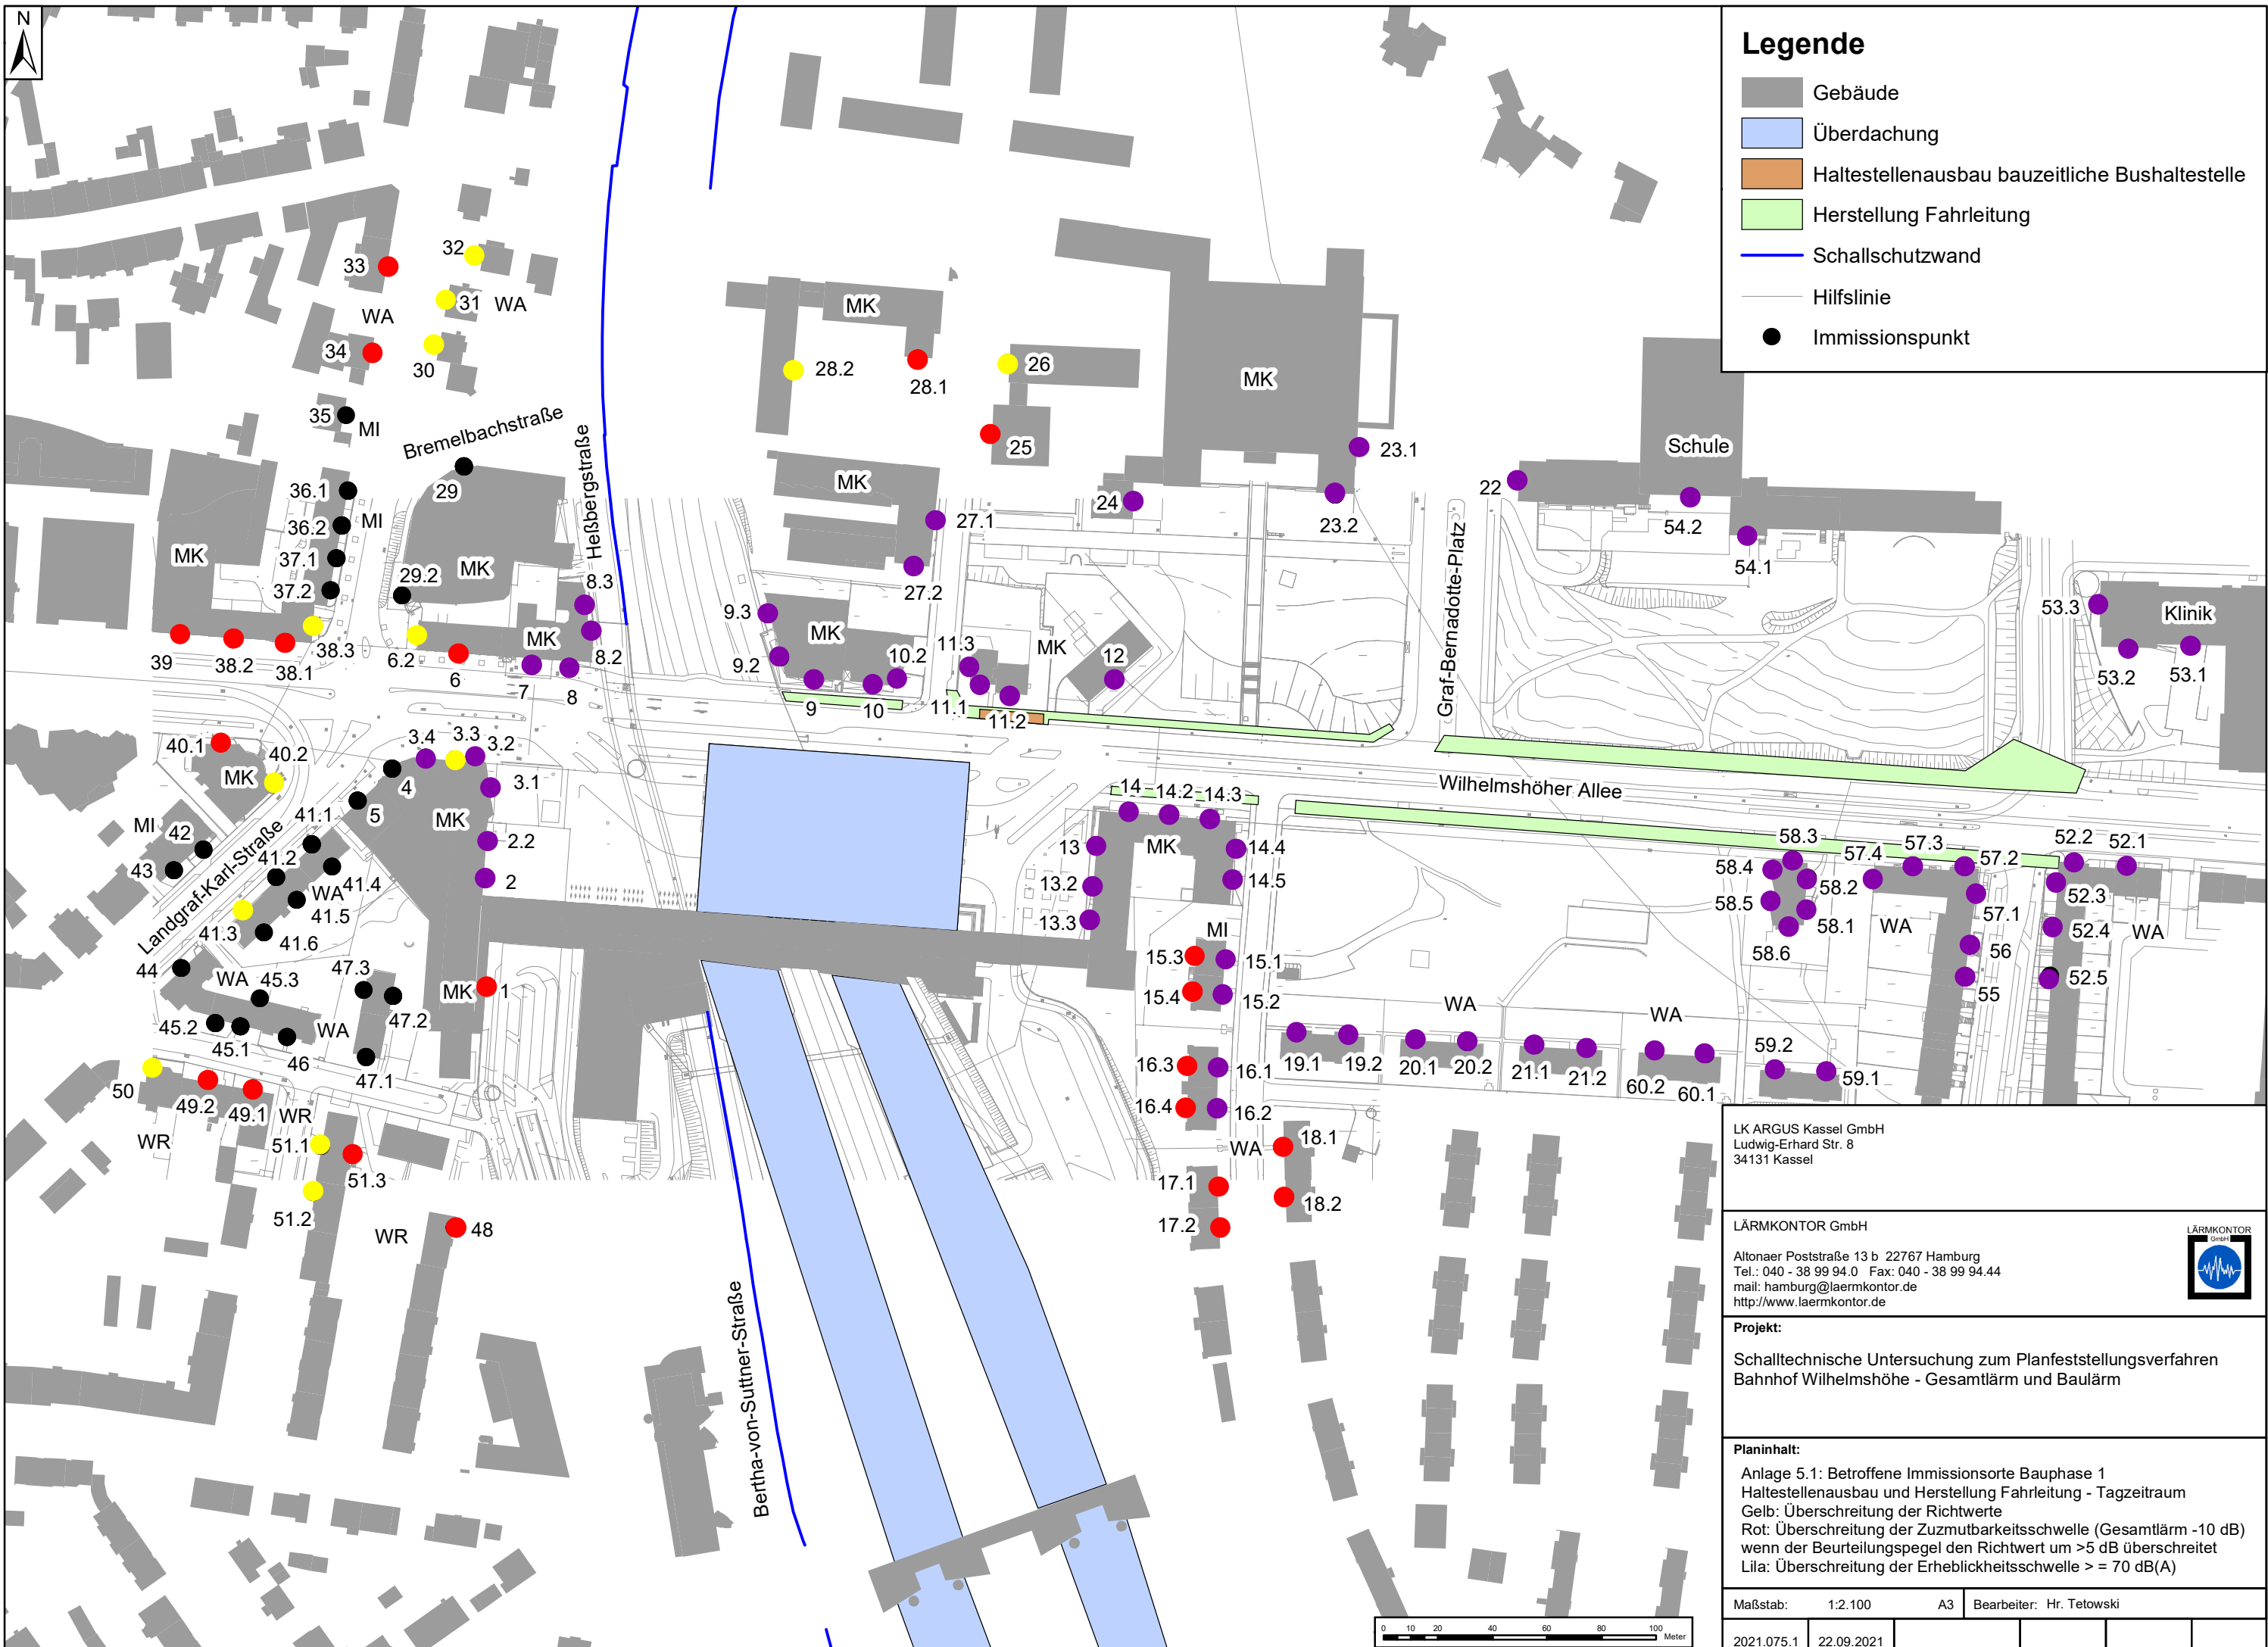 N
Legende
Gebäude
Überdachung
Haltestellenausbau bauzeitliche Bushaltestelle
Herstellung Fahrleitung
Schallschutzwand
Hilfslinie
Immissionspunkt
32
33
31 WA
WA
34
30
35
MI
Bremelbachstraße
29
Heßbergstraße
36.1
36.2
MI
37.1
37.2
MK
29.2
MK
8.3
39
38.2
38.1
38.3
6.2
6
MK
7
8
8.2
MK
28.2
28.1
26
25
MK
MK
24
23.1
23.2
27.1
27.2
9.3
9.2
MK
9
10
10.2
11.3
11.1
11.2
MK
12
Graf-Bernadotte-Platz
22
Schule
54.2
54.1
53.3
Klinik
53.2
53.1
40.1
40.2
MK
3.4
3.3
3.2
3.1
4
5
MK
2.2
2
MI
42
43
41.1
41.2
41.4
WA
41.5
41.3
41.6
Landgraf-Karl-Straße
44
WA
45.3
47.3
MK
1
45.2
45.1
46
WA
47.2
47.1
50
49.2
49.1
WR
WR
51.1
51.3
51.2
WR
48
Wilhelmshöher Allee
14
14.2
14.3
13
MK
14.4
13.2
14.5
13.3
MI
15.3
15.1
15.4
15.2
16.3
16.1
16.4
16.2
WA
18.1
17.1
18.2
17.2
WA
WA
19.1
19.2
20.1
20.2
21.1
21.2
60.2
60.1
59.2
59.1
58.3
58.4
58.2
58.5
58.1
58.6
57.4
57.3
57.2
57.1
WA
56
55
52.2
52.1
52.3
52.4
WA
52.5
Bertha-von-Suttner-Straße
0 10 20 40 60 80 100
Meter
LK ARGUS Kassel GmbH
Ludwig-Erhard Str. 8
34131 Kassel
LÄRMKONTOR GmbH
Altonaer Poststraße 13 b 22767 Hamburg
Tel.: 040 - 38 99 94.0 Fax: 040 - 38 99 94.44
mail: hamburg@laermkontor.de
http://www.laermkontor.de
LÄRMKONTOR
GmbH
Projekt:
Schalltechnische Untersuchung zum Planfeststellungsverfahren
Bahnhof Wilhelmshöhe - Gesamtlärm und Baulärm
Planinhalt:
Anlage 5.1: Betroffene Immissionsorte Bauphase 1
Haltestellenausbau und Herstellung Fahrleitung - Tagzeitraum
Gelb: Überschreitung der Richtwerte
Rot: Überschreitung der Zuzmutbarkeitsschwelle (Gesamtlärm -10 dB)
wenn der Beurteilungspegel den Richtwert um >5 dB überschreitet
Lila: Überschreitung der Erheblichkeitsschwelle > = 70 dB(A)
Maßstab: 1:2.100 A3 Bearbeiter: Hr. Tetowski
2021.075.1 22.09.2021